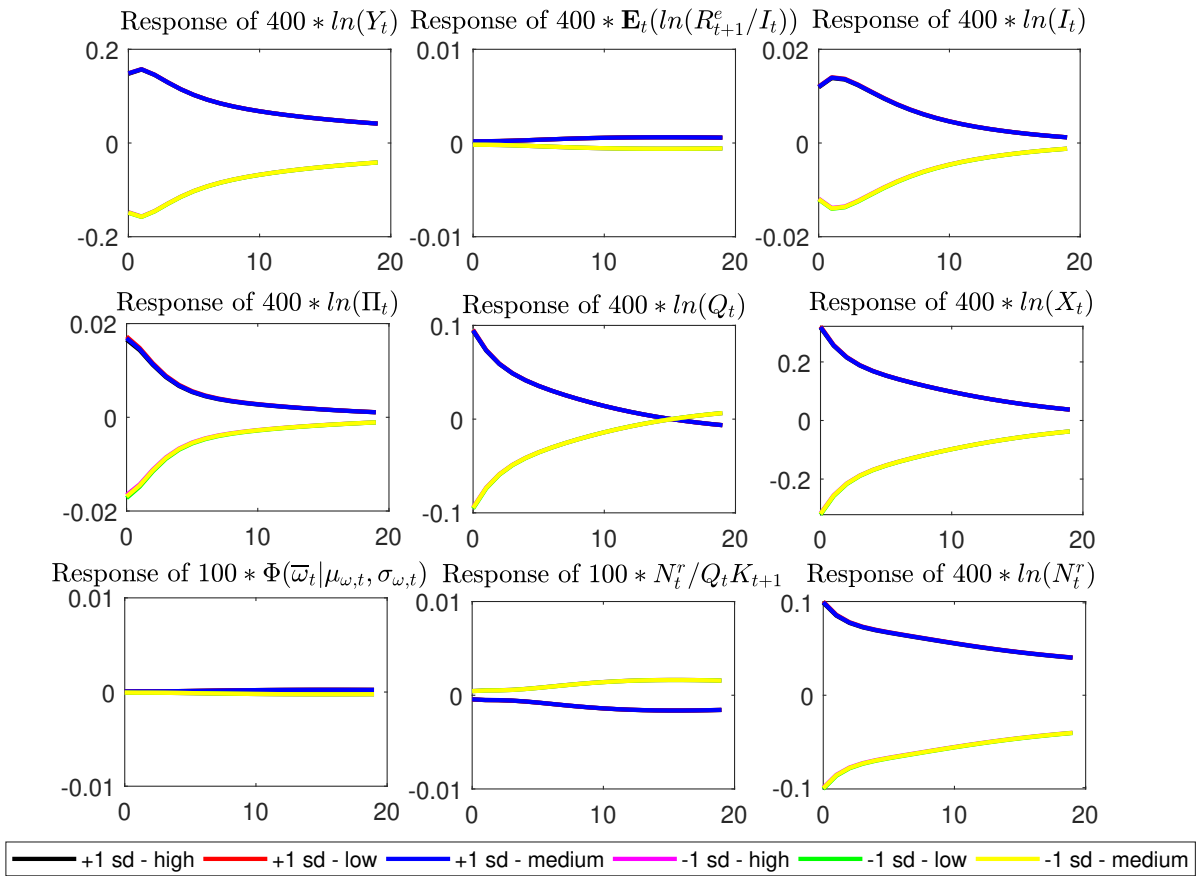 Response of 400 ∗ ln(Y_t) Response of 400 ∗ E_t(ln(R^e_{t+1}/I_t)) Response of 400 ∗ ln(I_t)
0.2 0.01 0.02
0 0 0
-0.2 -0.01 -0.02
0 10 20 0 10 20 0 10 20
Response of 400 ∗ ln(Π_t) Response of 400 ∗ ln(Q_t) Response of 400 ∗ ln(X_t)
0.02 0.1 0.2
0 0 0
-0.02 -0.1 -0.2
0 10 20 0 10 20 0 10 20
Response of 100 ∗ Φ(ω̅_t|μ_{ω,t}, σ_{ω,t}) Response of 100 ∗ N^r_t/Q_tK_{t+1} Response of 400 ∗ ln(N^r_t)
0.01 0.01 0.1
0 0 0
-0.01 -0.01 -0.1
0 10 20 0 10 20 0 10 20
+1 sd - high +1 sd - low +1 sd - medium -1 sd - high -1 sd - low -1 sd - medium